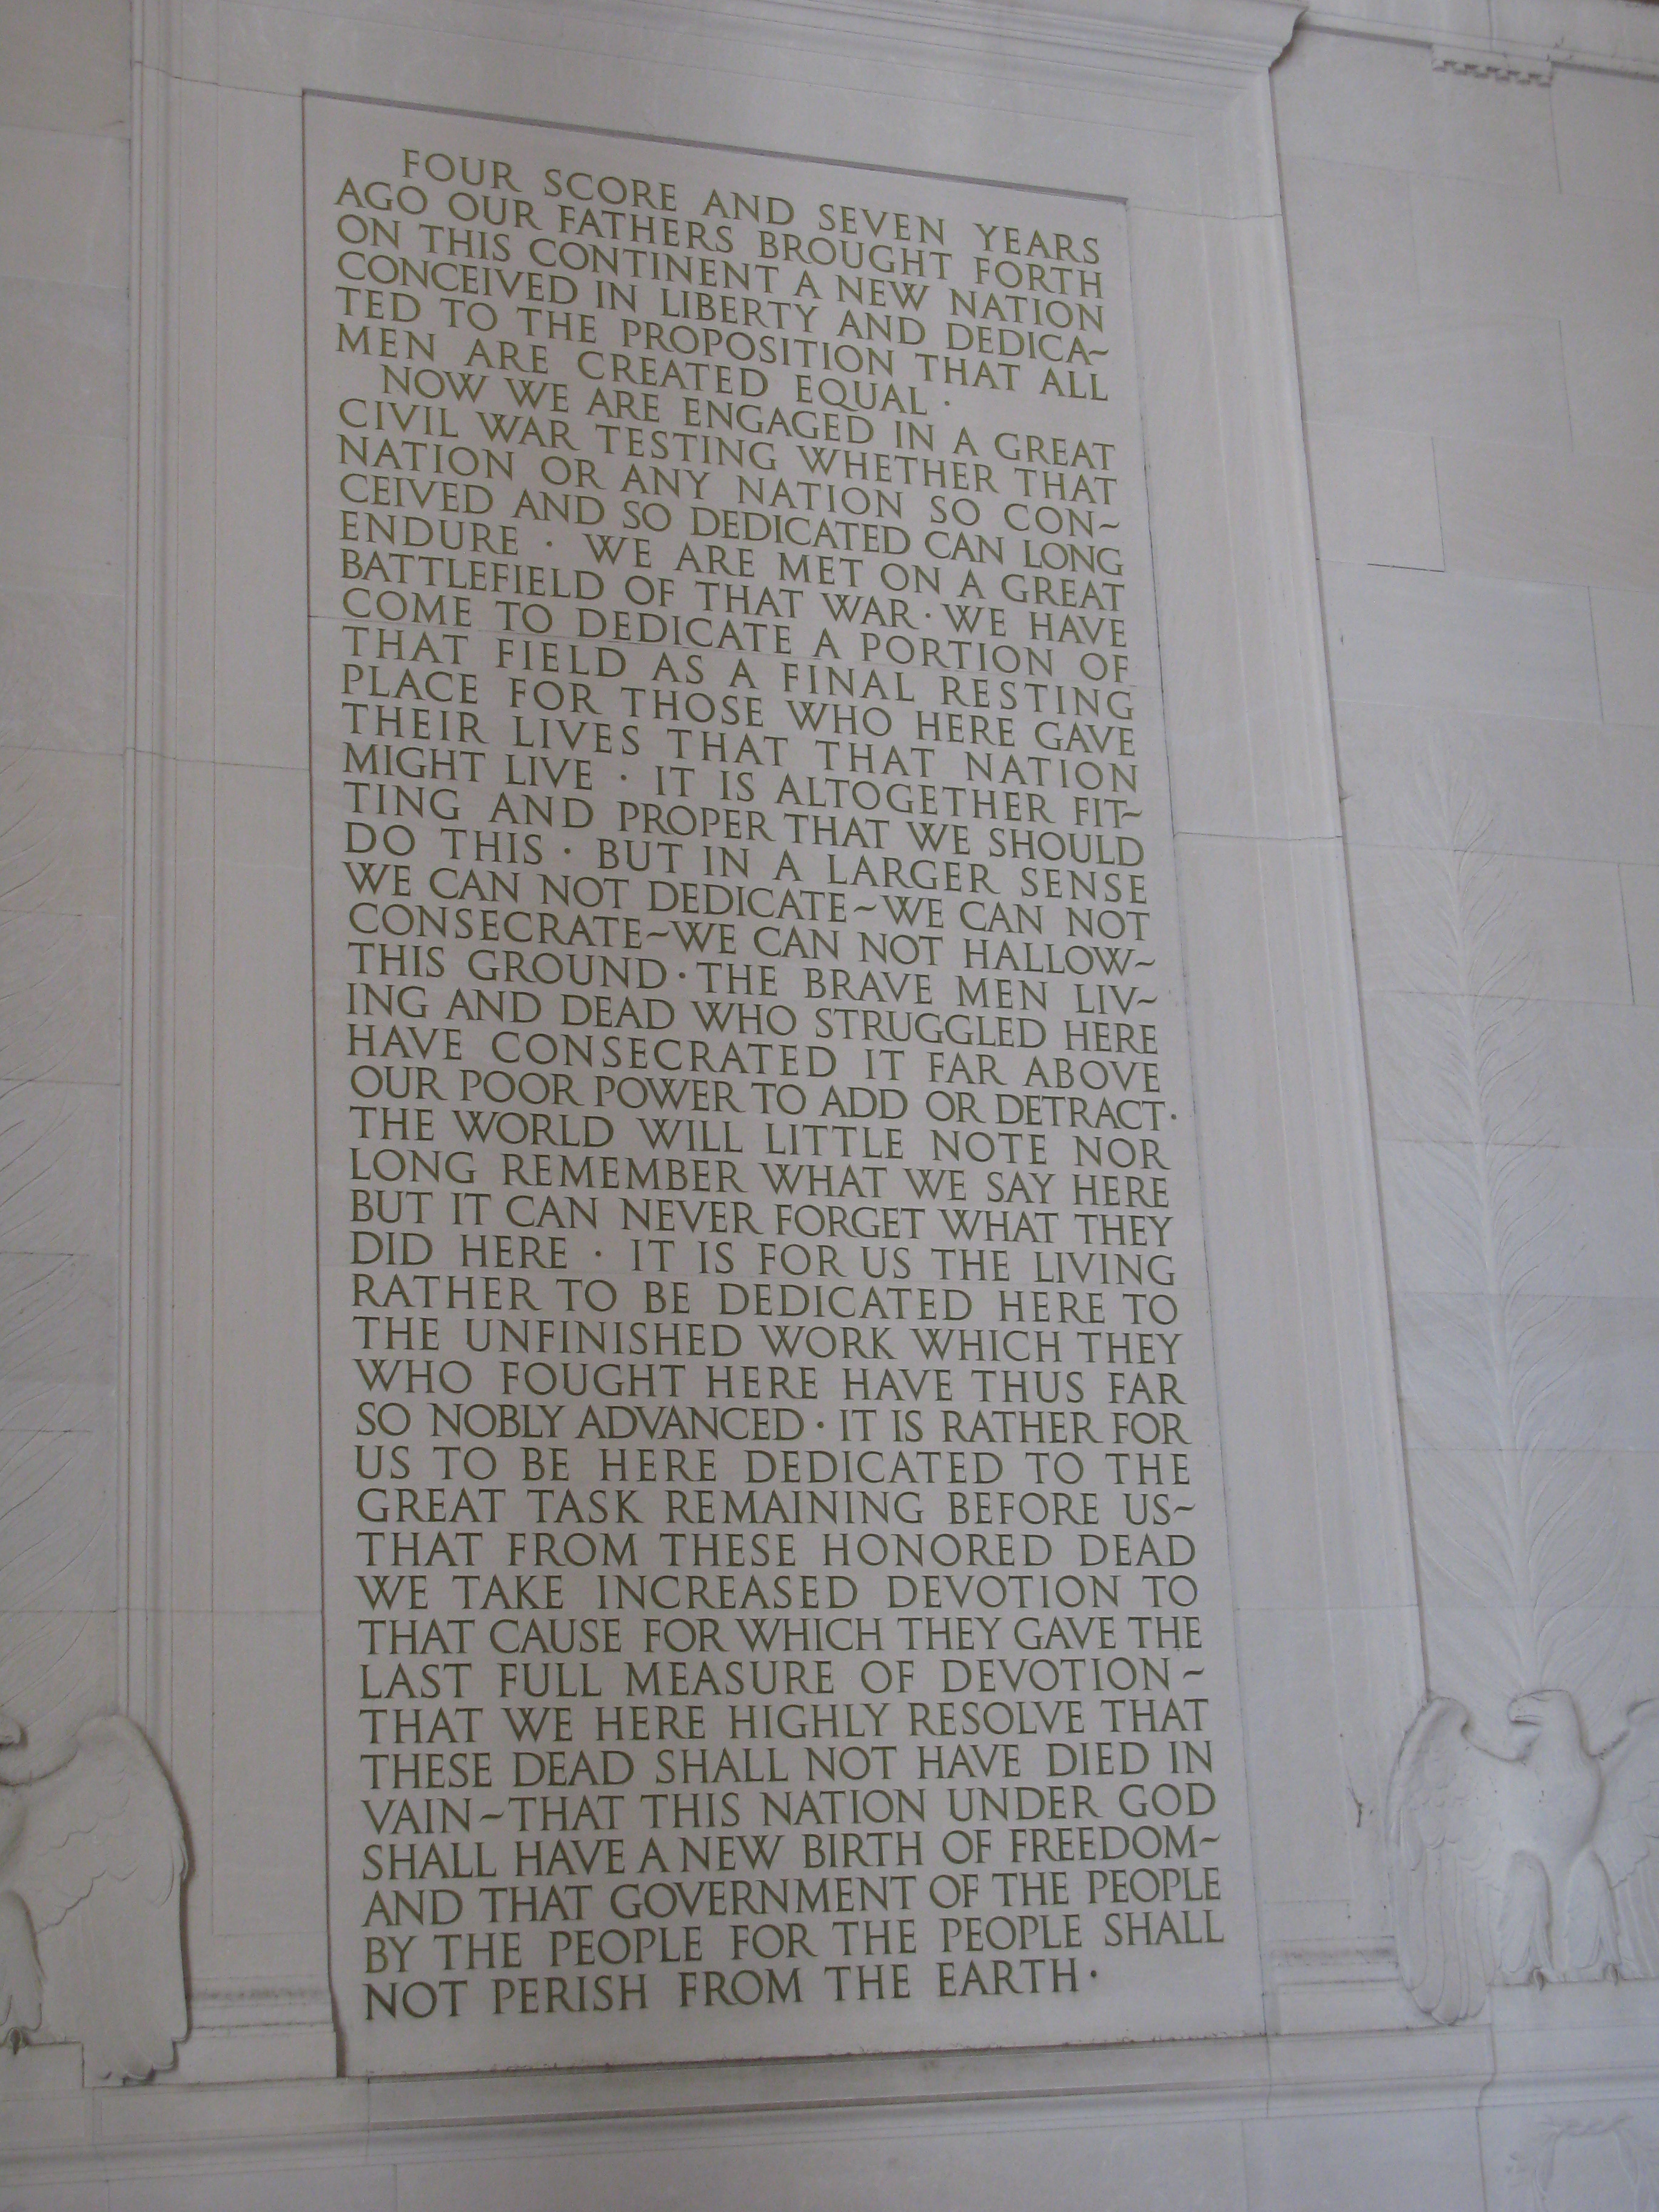 FOUR SCORE AND SEVEN YEARS
AGO OUR FATHERS BROUGHT FORTH
ON THIS CONTINENT A NEW NATION
CONCEIVED IN LIBERTY AND DEDICA~
TED TO THE PROPOSITION THAT ALL
MEN ARE CREATED EQUAL ·
NOW WE ARE ENGAGED IN A GREAT
CIVIL WAR TESTING WHETHER THAT
NATION OR ANY NATION SO CON~
CEIVED AND SO DEDICATED CAN LONG
ENDURE · WE ARE MET ON A GREAT
BATTLEFIELD OF THAT WAR · WE HAVE
COME TO DEDICATE A PORTION OF
THAT FIELD AS A FINAL RESTING
PLACE FOR THOSE WHO HERE GAVE
THEIR LIVES THAT THAT NATION
MIGHT LIVE · IT IS ALTOGETHER FIT~
TING AND PROPER THAT WE SHOULD
DO THIS · BUT IN A LARGER SENSE
WE CAN NOT DEDICATE~WE CAN NOT
CONSECRATE~WE CAN NOT HALLOW~
THIS GROUND · THE BRAVE MEN LIV~
ING AND DEAD WHO STRUGGLED HERE
HAVE CONSECRATED IT FAR ABOVE
OUR POOR POWER TO ADD OR DETRACT ·
THE WORLD WILL LITTLE NOTE NOR
LONG REMEMBER WHAT WE SAY HERE
BUT IT CAN NEVER FORGET WHAT THEY
DID HERE · IT IS FOR US THE LIVING
RATHER TO BE DEDICATED HERE TO
THE UNFINISHED WORK WHICH THEY
WHO FOUGHT HERE HAVE THUS FAR
SO NOBLY ADVANCED · IT IS RATHER FOR
US TO BE HERE DEDICATED TO THE
GREAT TASK REMAINING BEFORE US~
THAT FROM THESE HONORED DEAD
WE TAKE INCREASED DEVOTION TO
THAT CAUSE FOR WHICH THEY GAVE THE
LAST FULL MEASURE OF DEVOTION~
THAT WE HERE HIGHLY RESOLVE THAT
THESE DEAD SHALL NOT HAVE DIED IN
VAIN~THAT THIS NATION UNDER GOD
SHALL HAVE A NEW BIRTH OF FREEDOM~
AND THAT GOVERNMENT OF THE PEOPLE
BY THE PEOPLE FOR THE PEOPLE SHALL
NOT PERISH FROM THE EARTH ·